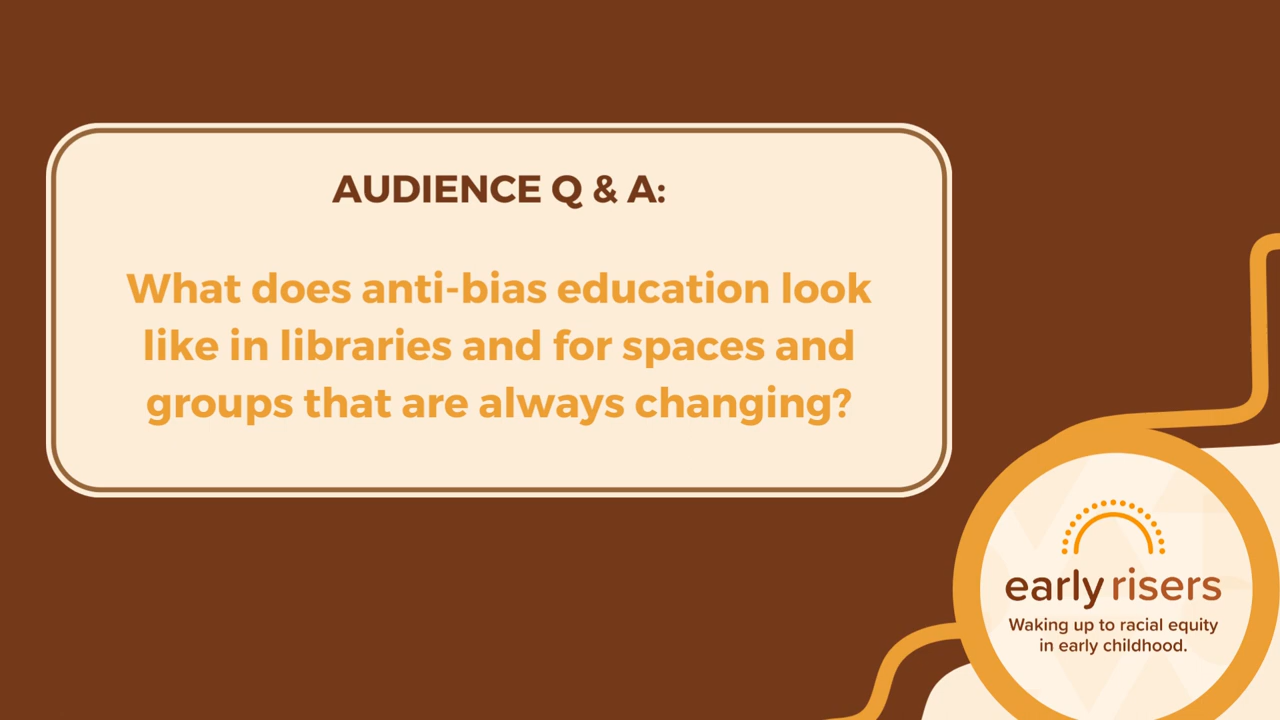 AUDIENCE Q & A:
What does anti-bias education look
like in libraries and for spaces and
groups that are always changing?
early risers
Waking up to racial equity
in early childhood.